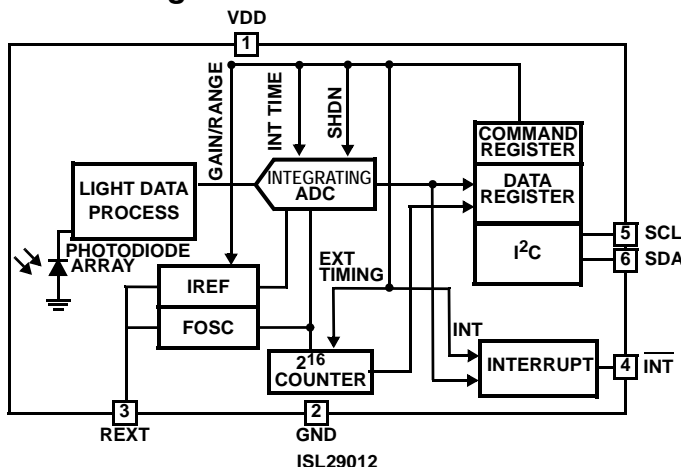 VDD
1
GAIN/RANGE
INT TIME
SHDN
COMMAND
REGISTER
INTEGRATING
ADC
LIGHT DATA
PROCESS
DATA
REGISTER
I2C
5 SCL
6 SDA
PHOTODIODE
ARRAY
EXT
TIMING
IREF
FOSC
INT
216
COUNTER
INTERRUPT
4 INT
3
REXT
2
GND
ISL29012